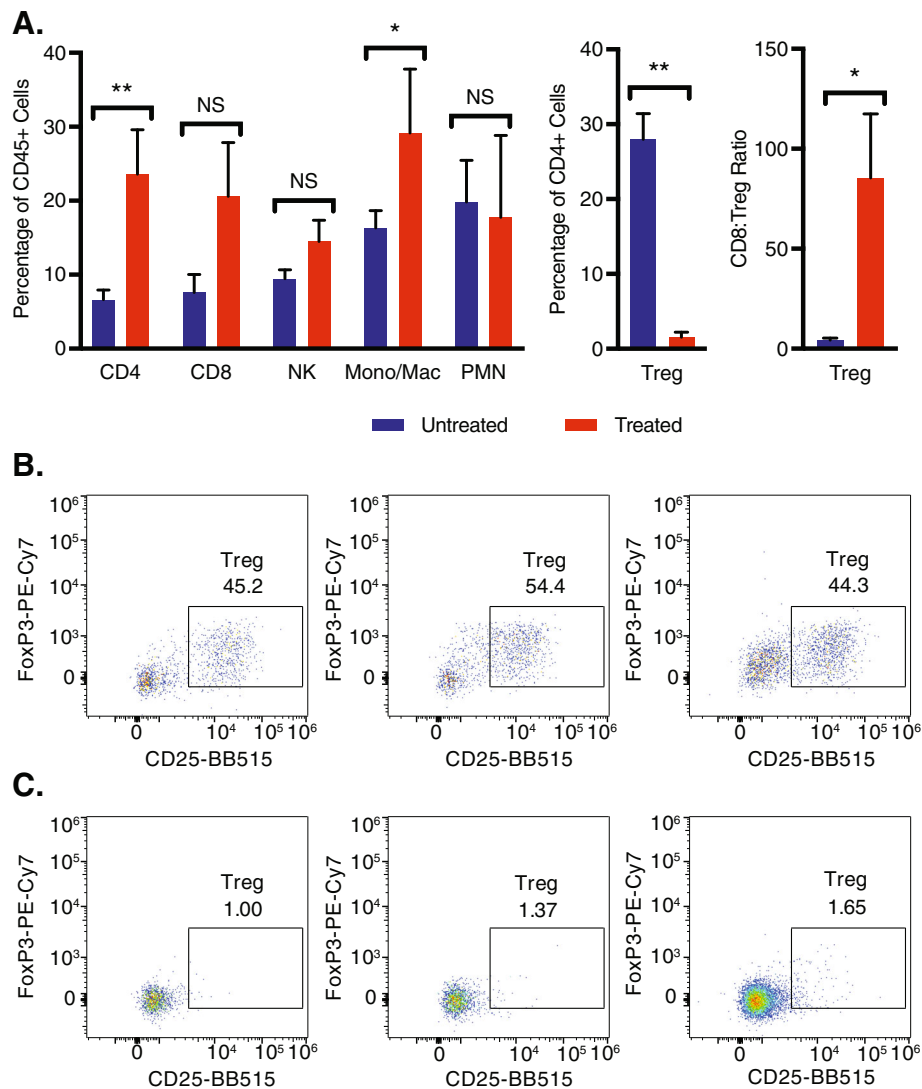 A.
Percentage of CD45+ Cells
40
30
20
10
0
**
NS
NS
*
NS
CD4 CD8 NK Mono/Mac PMN
Percentage of CD4+ Cells
40
30
20
10
0
**
Treg
CD8:Treg Ratio
150
100
50
0
*
Treg
Untreated Treated
B.
FoxP3-PE-Cy7
10⁶
10⁵
10⁴
10³
0
Treg
45.2
0 10⁴ 10⁵ 10⁶
CD25-BB515
FoxP3-PE-Cy7
10⁶
10⁵
10⁴
10³
0
Treg
54.4
0 10⁴ 10⁵ 10⁶
CD25-BB515
FoxP3-PE-Cy7
10⁶
10⁵
10⁴
10³
0
Treg
44.3
0 10⁴ 10⁵ 10⁶
CD25-BB515
C.
FoxP3-PE-Cy7
10⁶
10⁵
10⁴
10³
0
Treg
1.00
0 10⁴ 10⁵ 10⁶
CD25-BB515
FoxP3-PE-Cy7
10⁶
10⁵
10⁴
10³
0
Treg
1.37
0 10⁴ 10⁵ 10⁶
CD25-BB515
FoxP3-PE-Cy7
10⁶
10⁵
10⁴
10³
0
Treg
1.65
0 10⁴ 10⁵ 10⁶
CD25-BB515